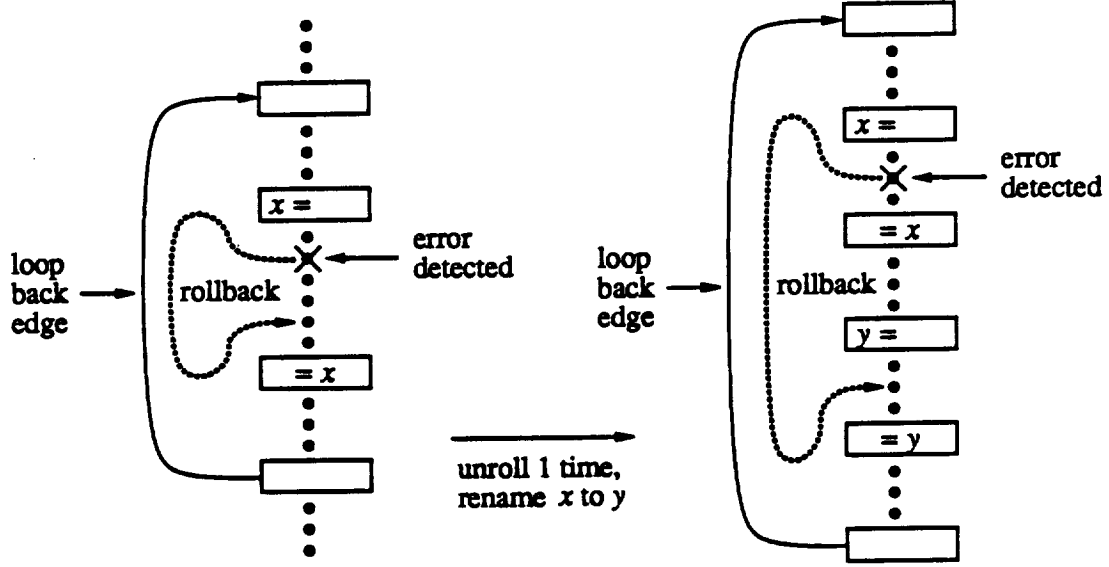 x =
error
detected
loop
back
edge
rollback
= x
unroll 1 time,
rename x to y
x =
error
detected
= x
loop
back
edge
rollback
y =
= y